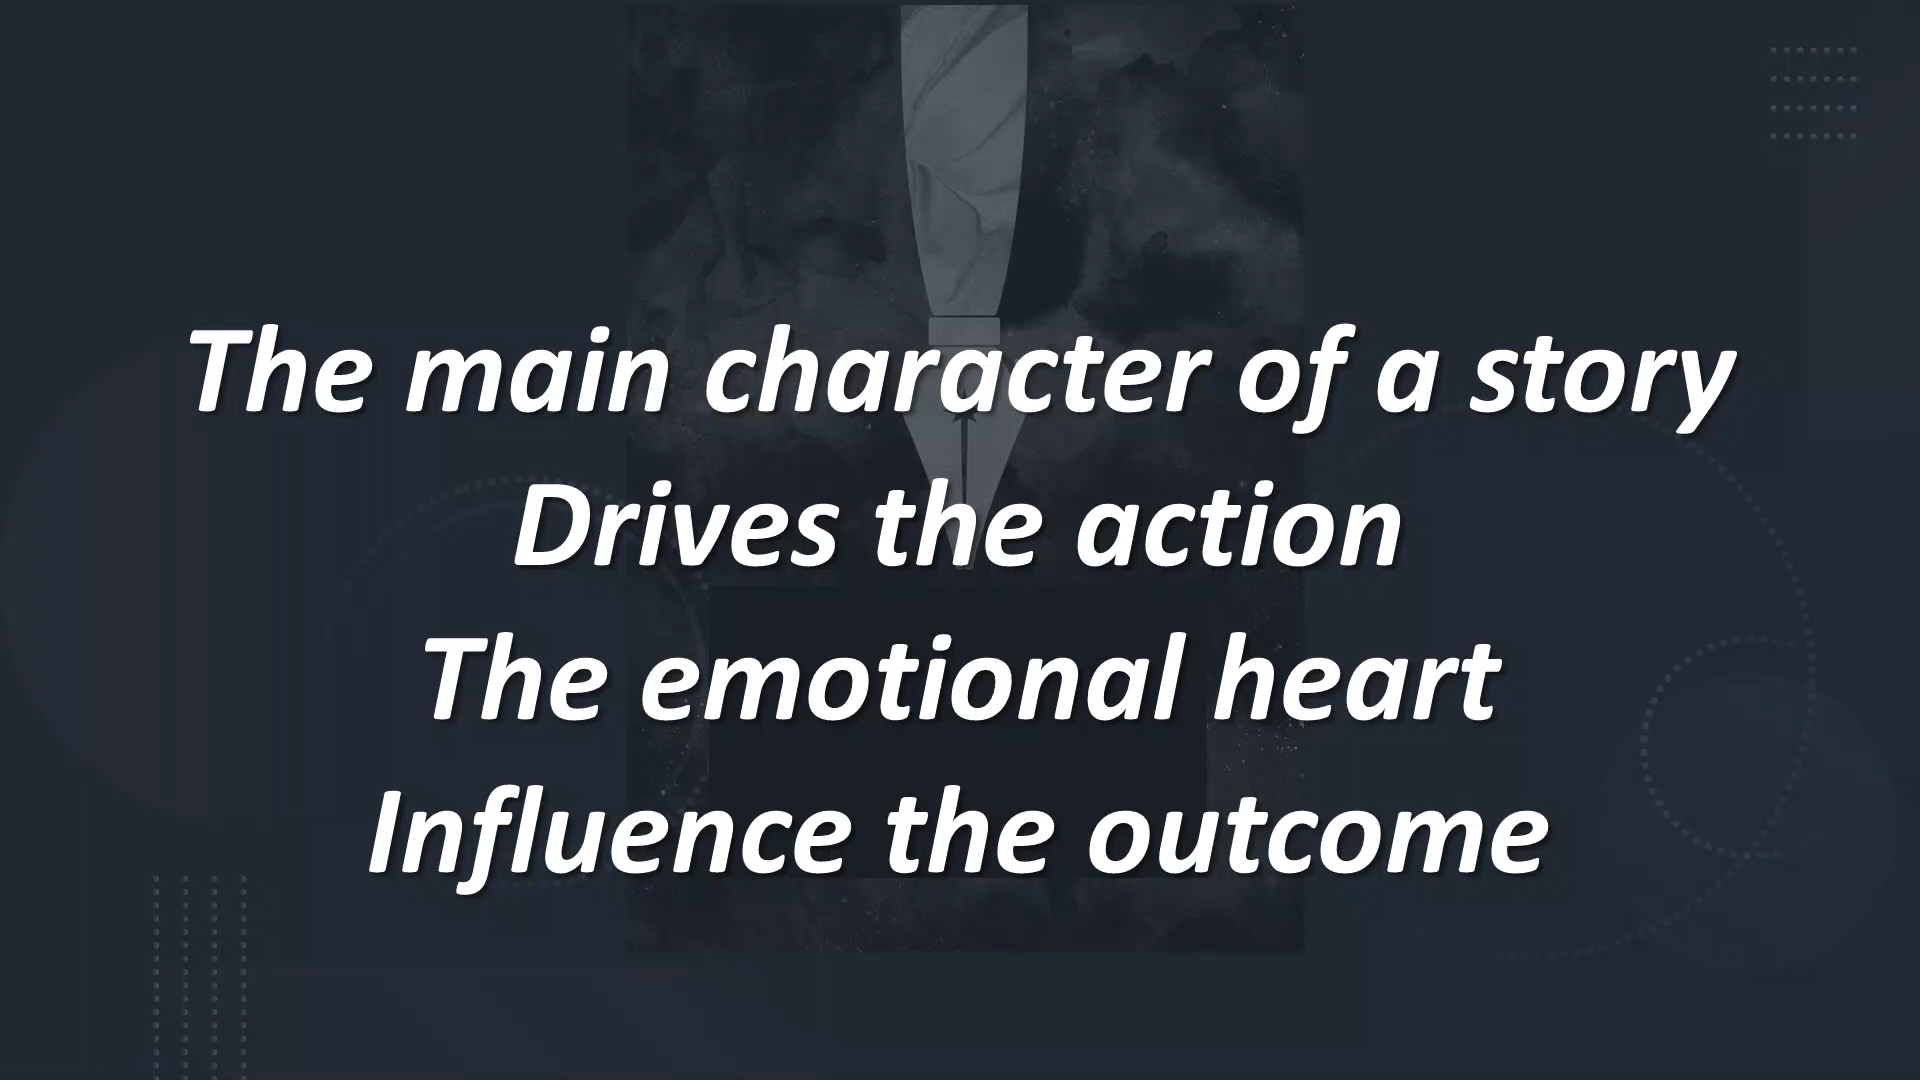 The main character of a story
Drives the action
The emotional heart
Influence the outcome